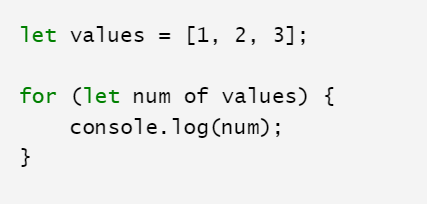 let values = [1, 2, 3];
for (let num of values) {
    console.log(num);
}